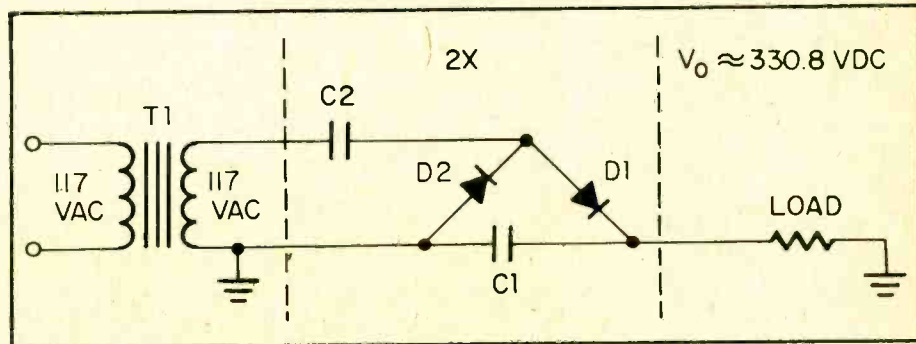 2X
V₀ ≈ 330.8 VDC
C2
T1
D2
D1
117
VAC
117
VAC
LOAD
C1